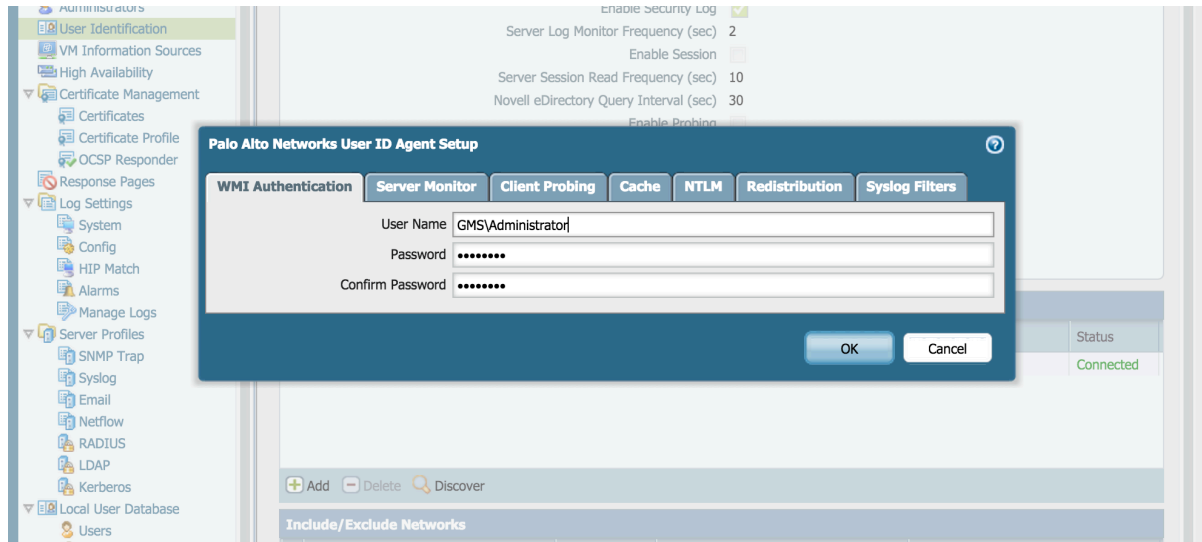 Administrators
User Identification
VM Information Sources
High Availability
Certificate Management
Certificates
Certificate Profile
OCSP Responder
Response Pages
Log Settings
System
Config
HIP Match
Alarms
Manage Logs
Server Profiles
SNMP Trap
Syslog
Email
Netflow
RADIUS
LDAP
Kerberos
Local User Database
Users
Enable Security Log
Server Log Monitor Frequency (sec) 2
Enable Session
Server Session Read Frequency (sec) 10
Novell eDirectory Query Interval (sec) 30
Enable Probing
Palo Alto Networks User ID Agent Setup
WMI Authentication Server Monitor Client Probing Cache NTLM Redistribution Syslog Filters
User Name GMS\Administrator
Password ••••••••
Confirm Password ••••••••
OK Cancel
Status
Connected
Add Delete Discover
Include/Exclude Networks